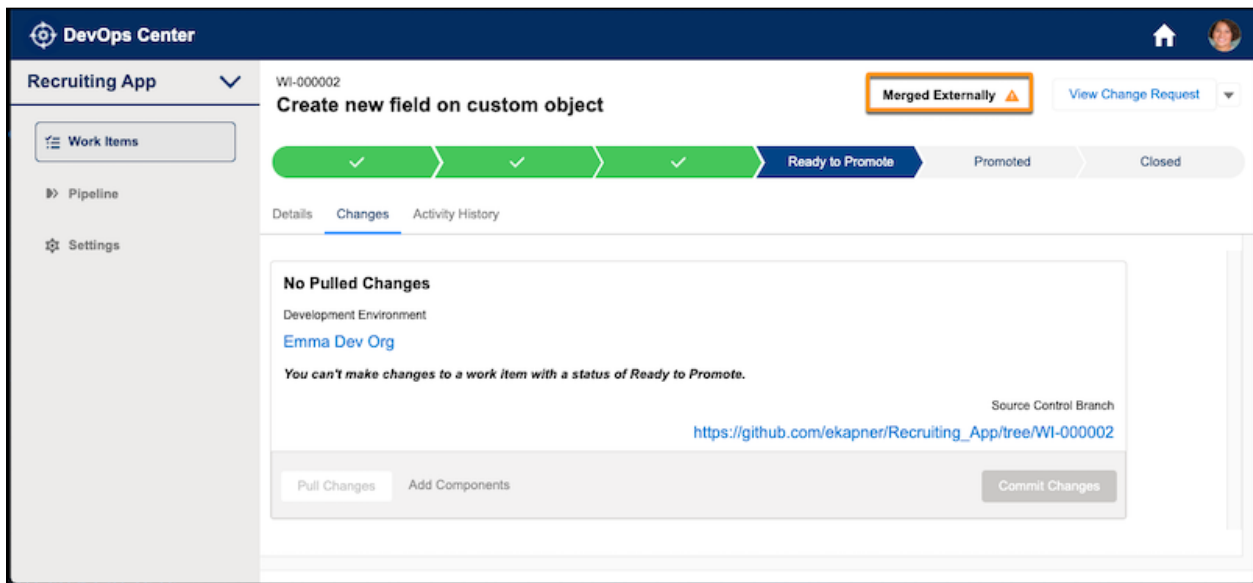 DevOps Center
Recruiting App
Work Items
Pipeline
Settings
WI-000002
Create new field on custom object
Merged Externally
View Change Request
Ready to Promote
Promoted
Closed
Details
Changes
Activity History
No Pulled Changes
Development Environment
Emma Dev Org
You can't make changes to a work item with a status of Ready to Promote.
Source Control Branch
https://github.com/ekapner/Recruiting_App/tree/WI-000002
Pull Changes
Add Components
Commit Changes